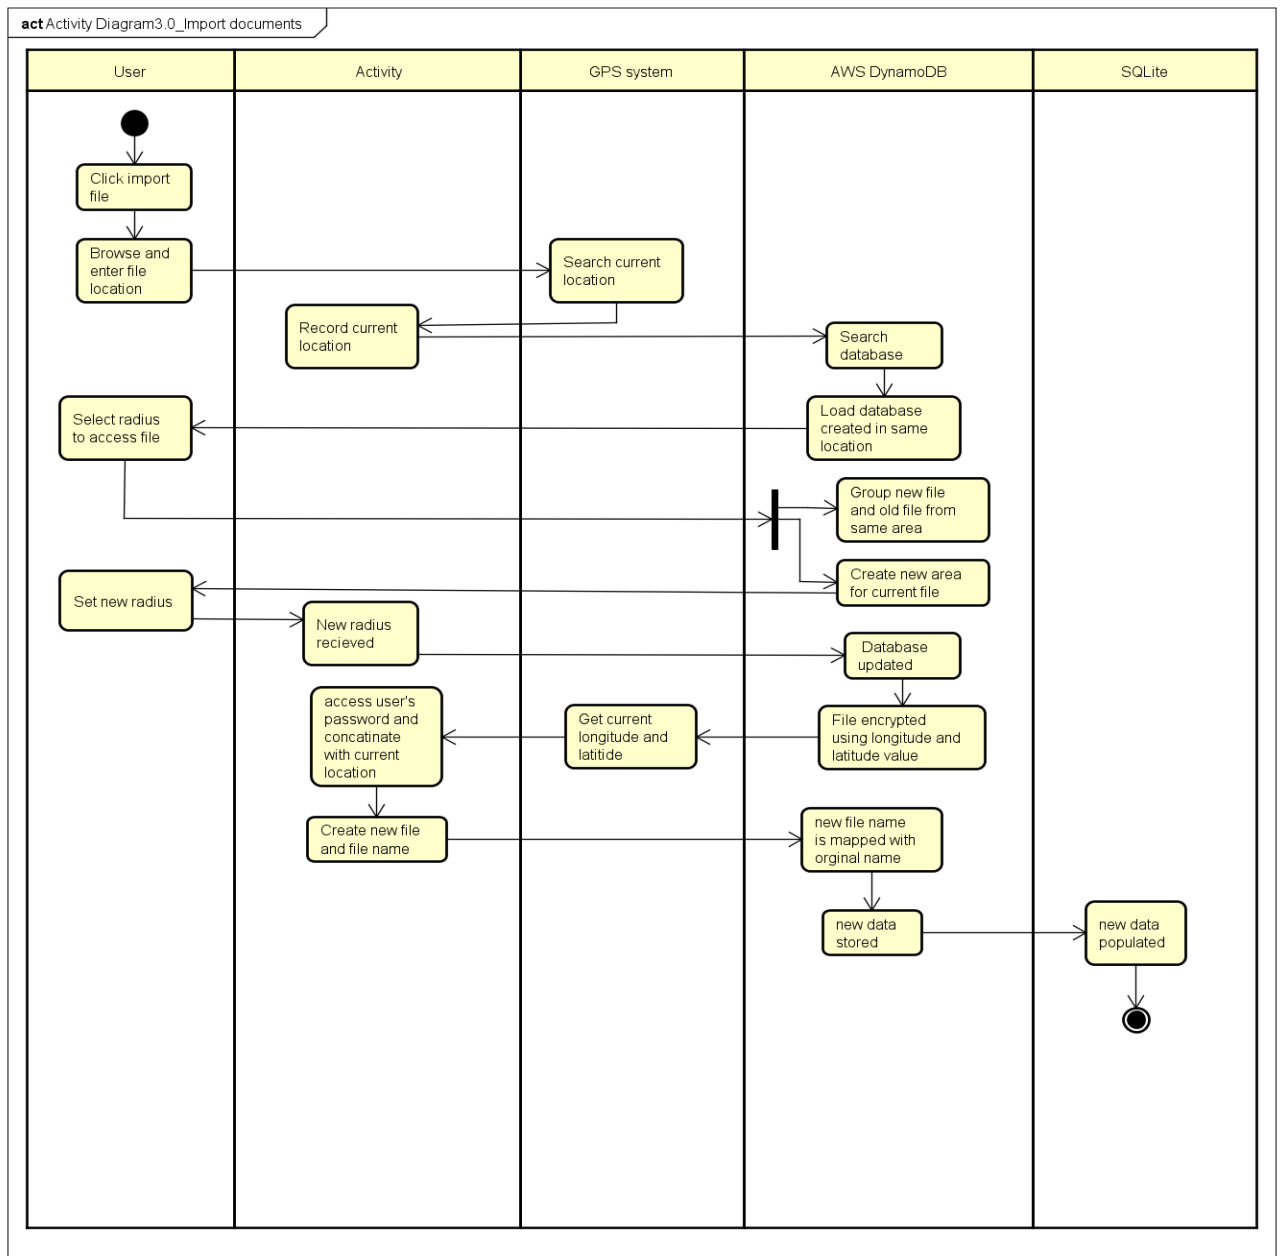 act Activity Diagram3.0_Import documents
User
Activity
GPS system
AWS DynamoDB
SQLite
Click import
file
Browse and
enter file
location
Search current
location
Record current
location
Search
database
Select radius
to access file
Load database
created in same
location
Group new file
and old file from
same area
Create new area
for current file
Set new radius
New radius
recieved
Database
updated
File encrypted
using longitude and
latitude value
Get current
longitude and
latitide
access user's
password and
concatinate
with current
location
Create new file
and file name
new file name
is mapped with
orginal name
new data
stored
new data
populated